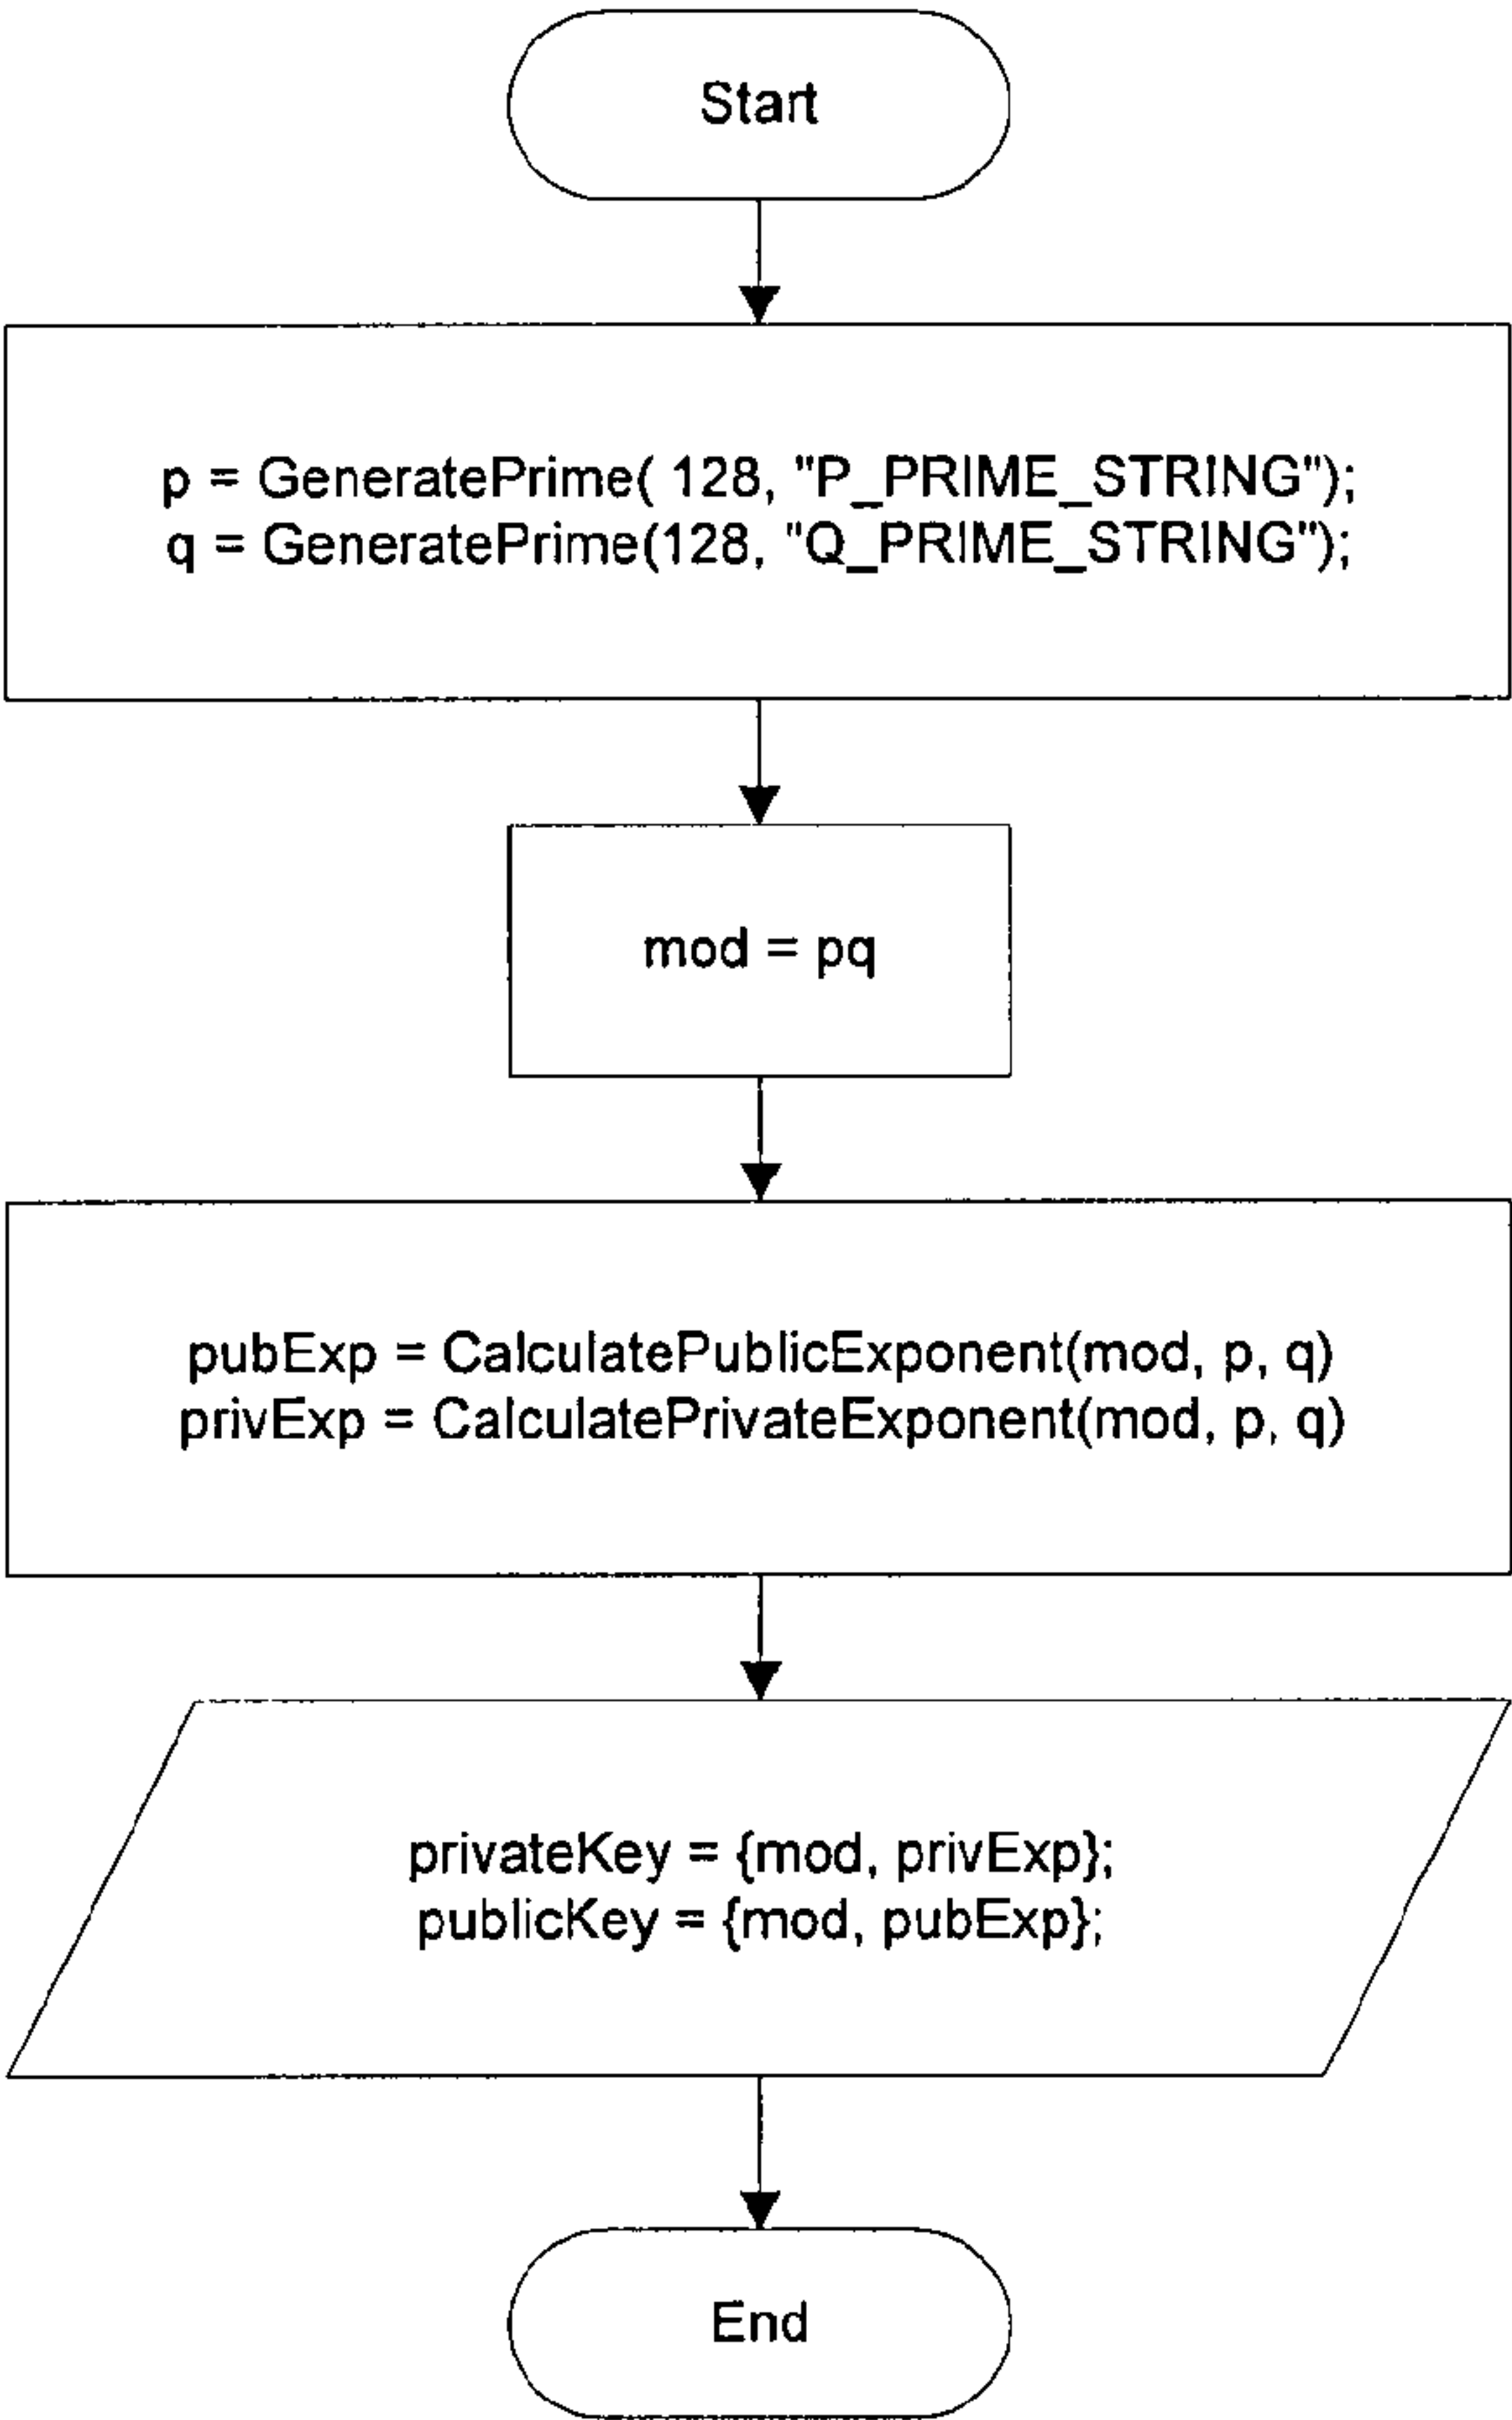 Start
p = GeneratePrime( 128, "P_PRIME_STRING");
q = GeneratePrime(128, "Q_PRIME_STRING");
mod = pq
pubExp = CalculatePublicExponent(mod, p, q)
privExp = CalculatePrivateExponent(mod, p, q)
privateKey = {mod, privExp};
publicKey = {mod, pubExp};
End